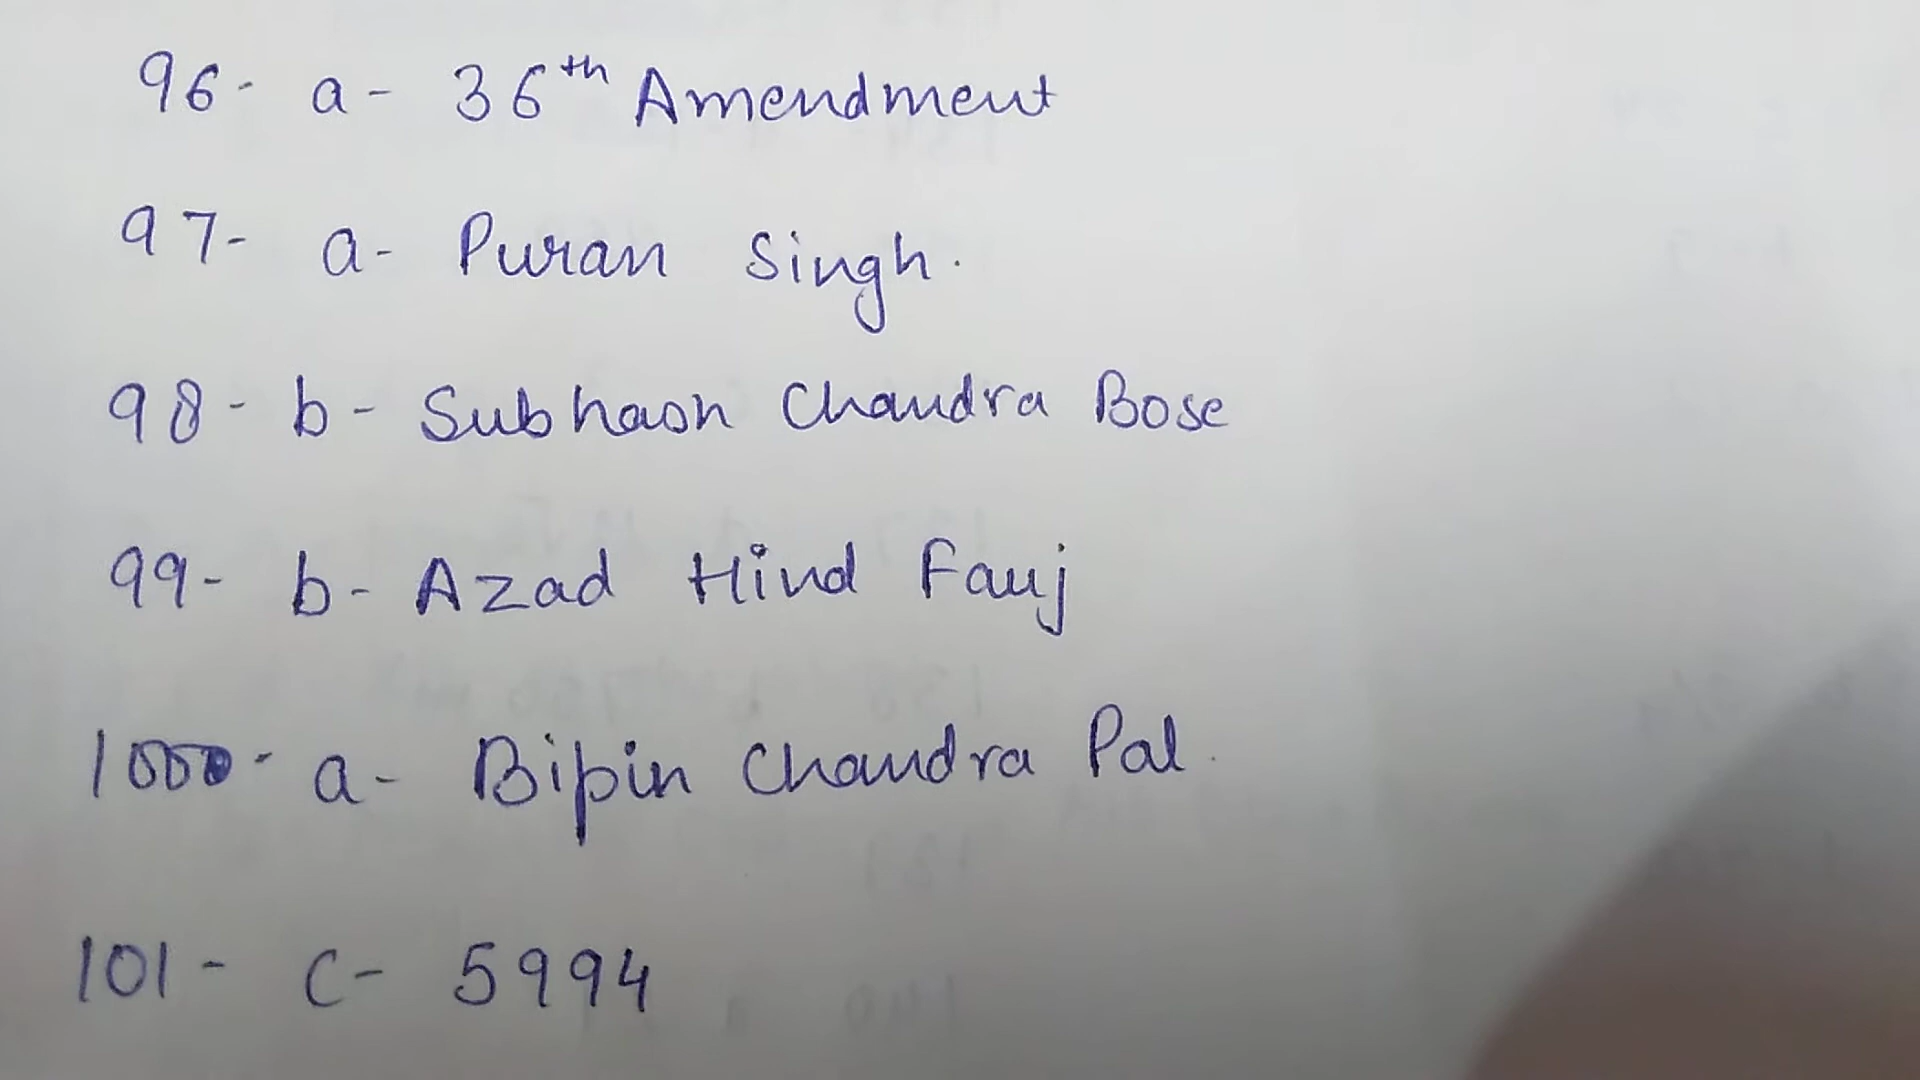 96- a- 36th Amendment
97- a- Puran Singh.
98- b- Subhash Chandra Bose
99- b- Azad Hind Fauj
1000- a- Bipin Chandra Pal
101- c- 5994